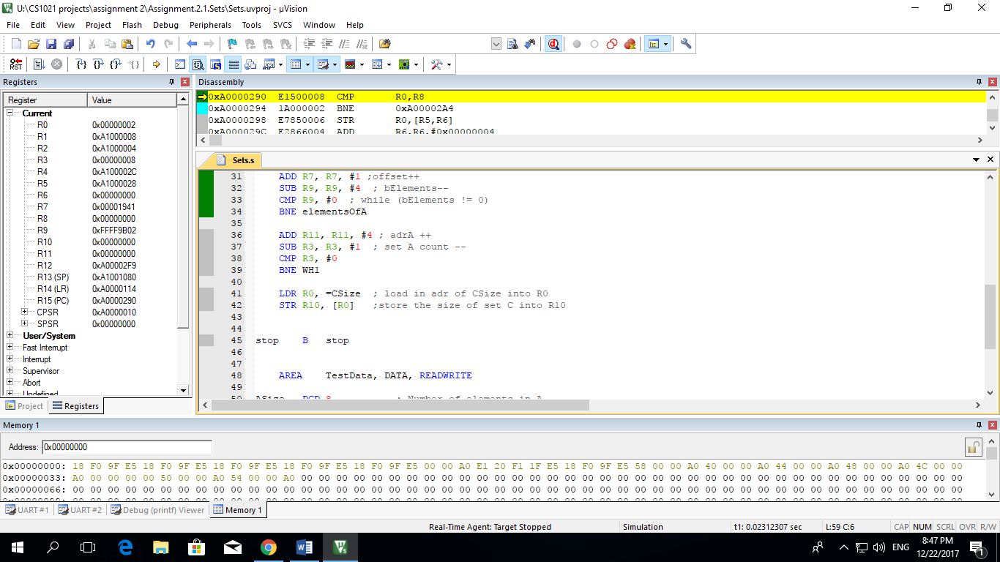 U:\CS1021 projects\assignment 2\Assignment.2.1.Sets\Sets.uvproj - µVision
File Edit View Project Flash Debug Peripherals Tools SVCS Window Help
Registers
Register Value
Current
R0 0x00000002
R1 0xA1000008
R2 0xA1000004
R3 0x00000008
R4 0xA100002C
R5 0xA1000028
R6 0x00000000
R7 0x00001941
R8 0x00000000
R9 0xFFFF9B02
R10 0x00000000
R11 0x00000000
R12 0xA00002F9
R13 (SP) 0xA1001080
R14 (LR) 0xA0000114
R15 (PC) 0xA0000290
CPSR 0xA0000010
SPSR 0x00000000
User/System
Fast Interrupt
Interrupt
Supervisor
Abort
Undefined
Project Registers
Disassembly
0xA0000290 E1500008 CMP R0,R8
0xA0000294 1A000002 BNE 0xA00002A4
0xA0000298 E7850006 STR R0,[R5,R6]
0xA000029C E2866004 ADD R6,R6,#0x00000004
Sets.s
31 ADD R7, R7, #1 ;offset++
32 SUB R9, R9, #4 ; bElements--
33 CMP R9, #0 ; while (bElements != 0)
34 BNE elementsOfA
35
36 ADD R11, R11, #4 ; adrA ++
37 SUB R3, R3, #1 ; set A count --
38 CMP R3, #0
39 BNE WH1
40
41 LDR R0, =CSize ; load in adr of CSize into R0
42 STR R10, [R0] ;store the size of set C into R10
43
44
45 stop B stop
46
47
48 AREA TestData, DATA, READWRITE
49
50 ASize DCD 8 ; Number of elements in A
Memory 1
Address: 0x00000000
0x00000000: 18 F0 9F E5 18 F0 9F E5 18 F0 9F E5 18 F0 9F E5 18 F0 9F E5 00 00 A0 E1 20 F1 1F E5 18 F0 9F E5 58 00 00 A0 40 00 00 A0 44 00 00 A0 48 00 00 A0 4C 00 00
0x00000033: A0 00 00 00 00 50 00 00 A0 54 00 00 A0 00 00 00 00 00 00 00 00 00 00 00 00 00 00 00 00 00 00 00 00 00 00 00 00 00 00 00 00 00 00 00 00 00 00 00 00 00 00
0x00000066: 00 00 00 00 00 00 00 00 00 00 00 00 00 00 00 00 00 00 00 00 00 00 00 00 00 00 00 00 00 00 00 00 00 00 00 00 00 00 00 00 00 00 00 00 00 00 00 00 00 00 00
UART #1 UART #2 Debug (printf) Viewer Memory 1
Real-Time Agent: Target Stopped Simulation t1: 0.02312307 sec L:59 C:6 CAP NUM SCRL OVR R/W
ENG
8:47 PM
12/22/2017
1